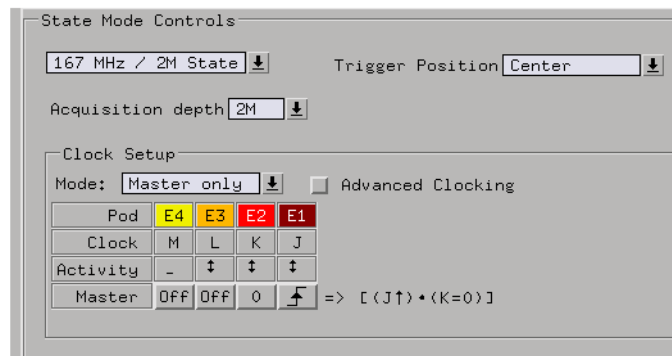 State Mode Controls
167 MHz / 2M State Trigger Position Center
Acquisition depth 2M
Clock Setup
Mode: Master only Advanced Clocking
Pod E4 E3 E2 E1
Clock M L K J
Activity – ↕ ↕ ↕
Master Off Off 0 => [(J↑)•(K=0)]